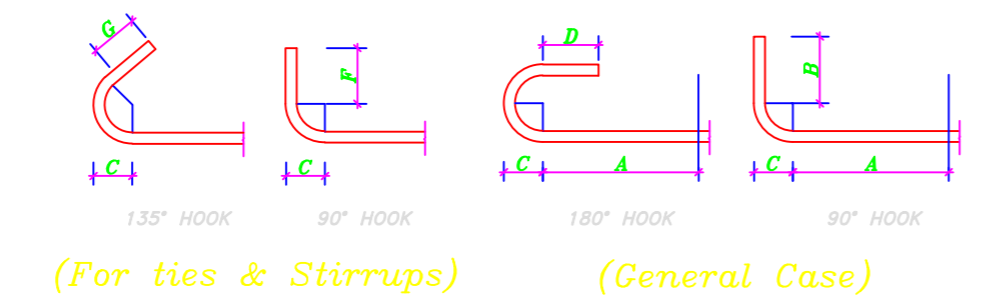 G
F
D
B
C
C
C
A
C
A
135° HOOK
90° HOOK
180° HOOK
90° HOOK
(For ties & Stirrups)
(General Case)